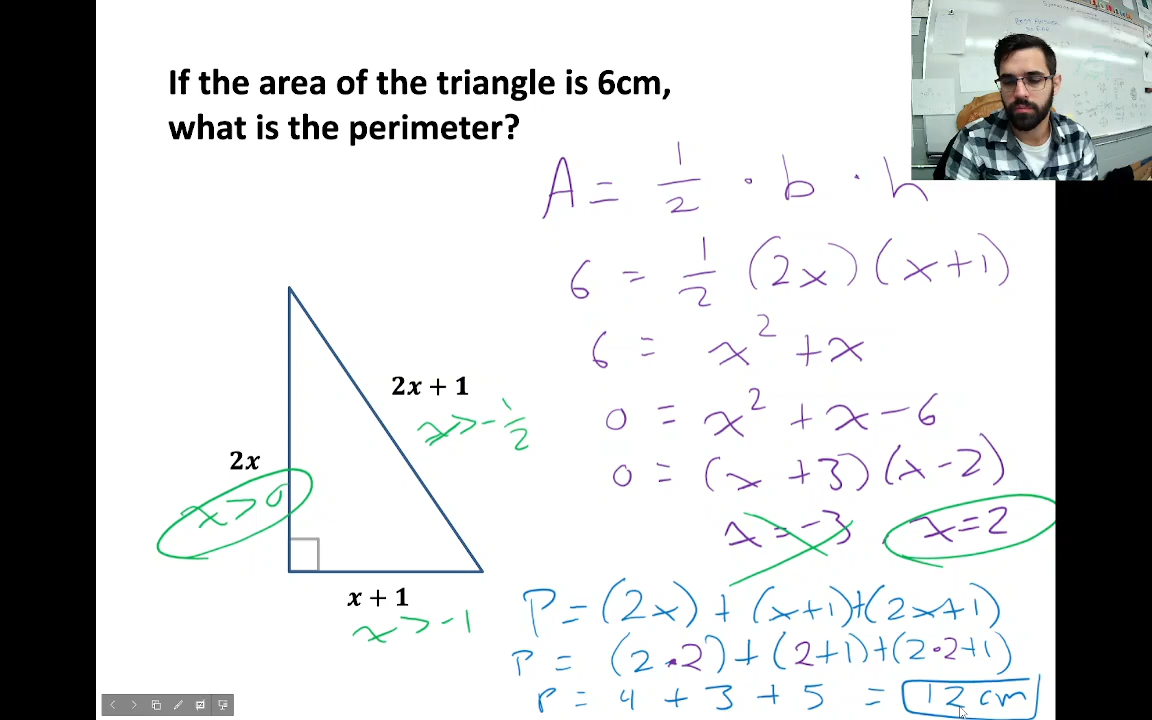 If the area of the triangle is 6cm,
what is the perimeter?
A = 1/2 · b · h
6 = 1/2 (2x)(x+1)
6 = x² + x
0 = x² + x - 6
0 = (x + 3)(x - 2)
x = -3 x = 2
2x + 1
x > -1/2
2x
x > 0
x + 1
x > -1
P = (2x) + (x+1) + (2x+1)
P = (2·2) + (2+1) + (2·2+1)
P = 4 + 3 + 5 = 12 cm